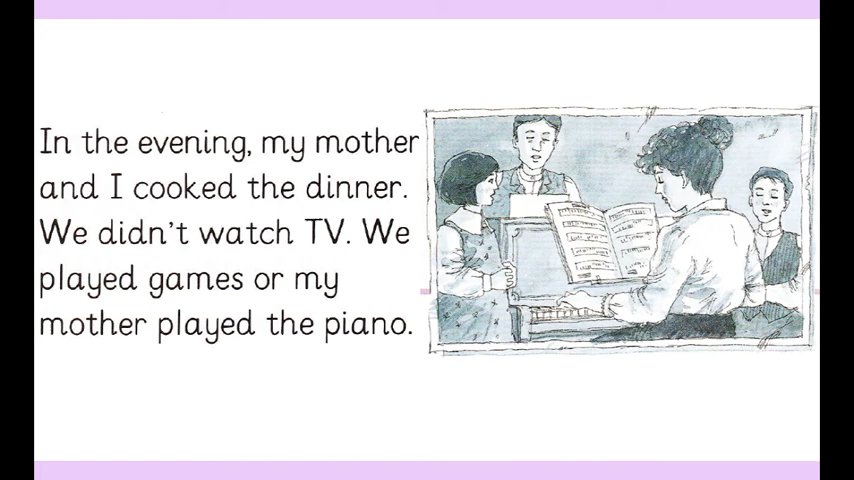 In the evening, my mother
and I cooked the dinner.
We didn't watch TV. We
played games or my
mother played the piano.